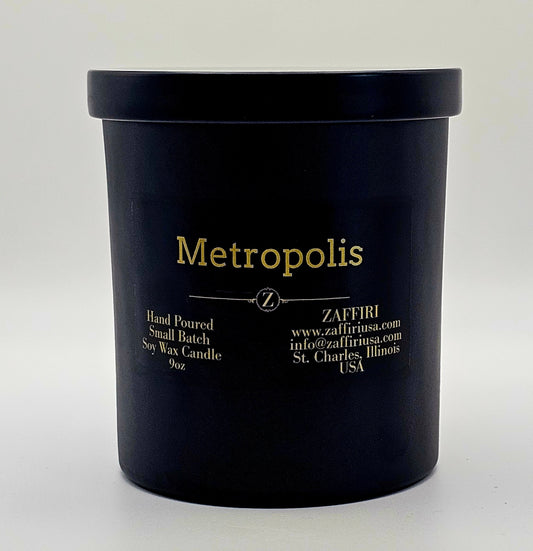 Metropolis
Z
Hand Poured
Small Batch
Soy Wax Candle
9oz
ZAFFIRI
www.zaffiriusa.com
info@zaffiriusa.com
St. Charles, Illinois
USA